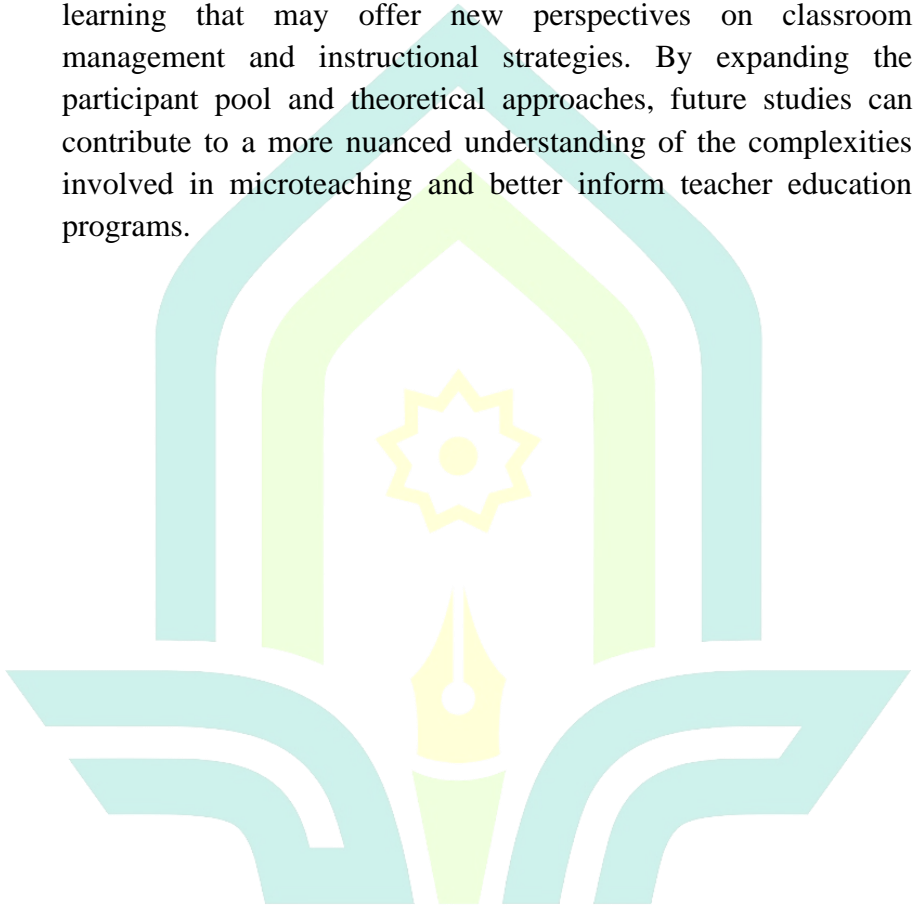 learning that may offer new perspectives on classroom
management and instructional strategies. By expanding the
participant pool and theoretical approaches, future studies can
contribute to a more nuanced understanding of the complexities
involved in microteaching and better inform teacher education
programs.